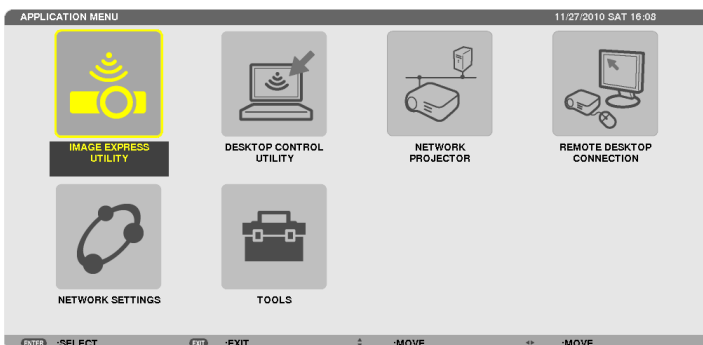 APPLICATION MENU 11/27/2010 SAT 16:08
IMAGE EXPRESS
UTILITY
DESKTOP CONTROL
UTILITY
NETWORK
PROJECTOR
REMOTE DESKTOP
CONNECTION
NETWORK SETTINGS
TOOLS
ENTER :SELECT EXIT :EXIT :MOVE :MOVE